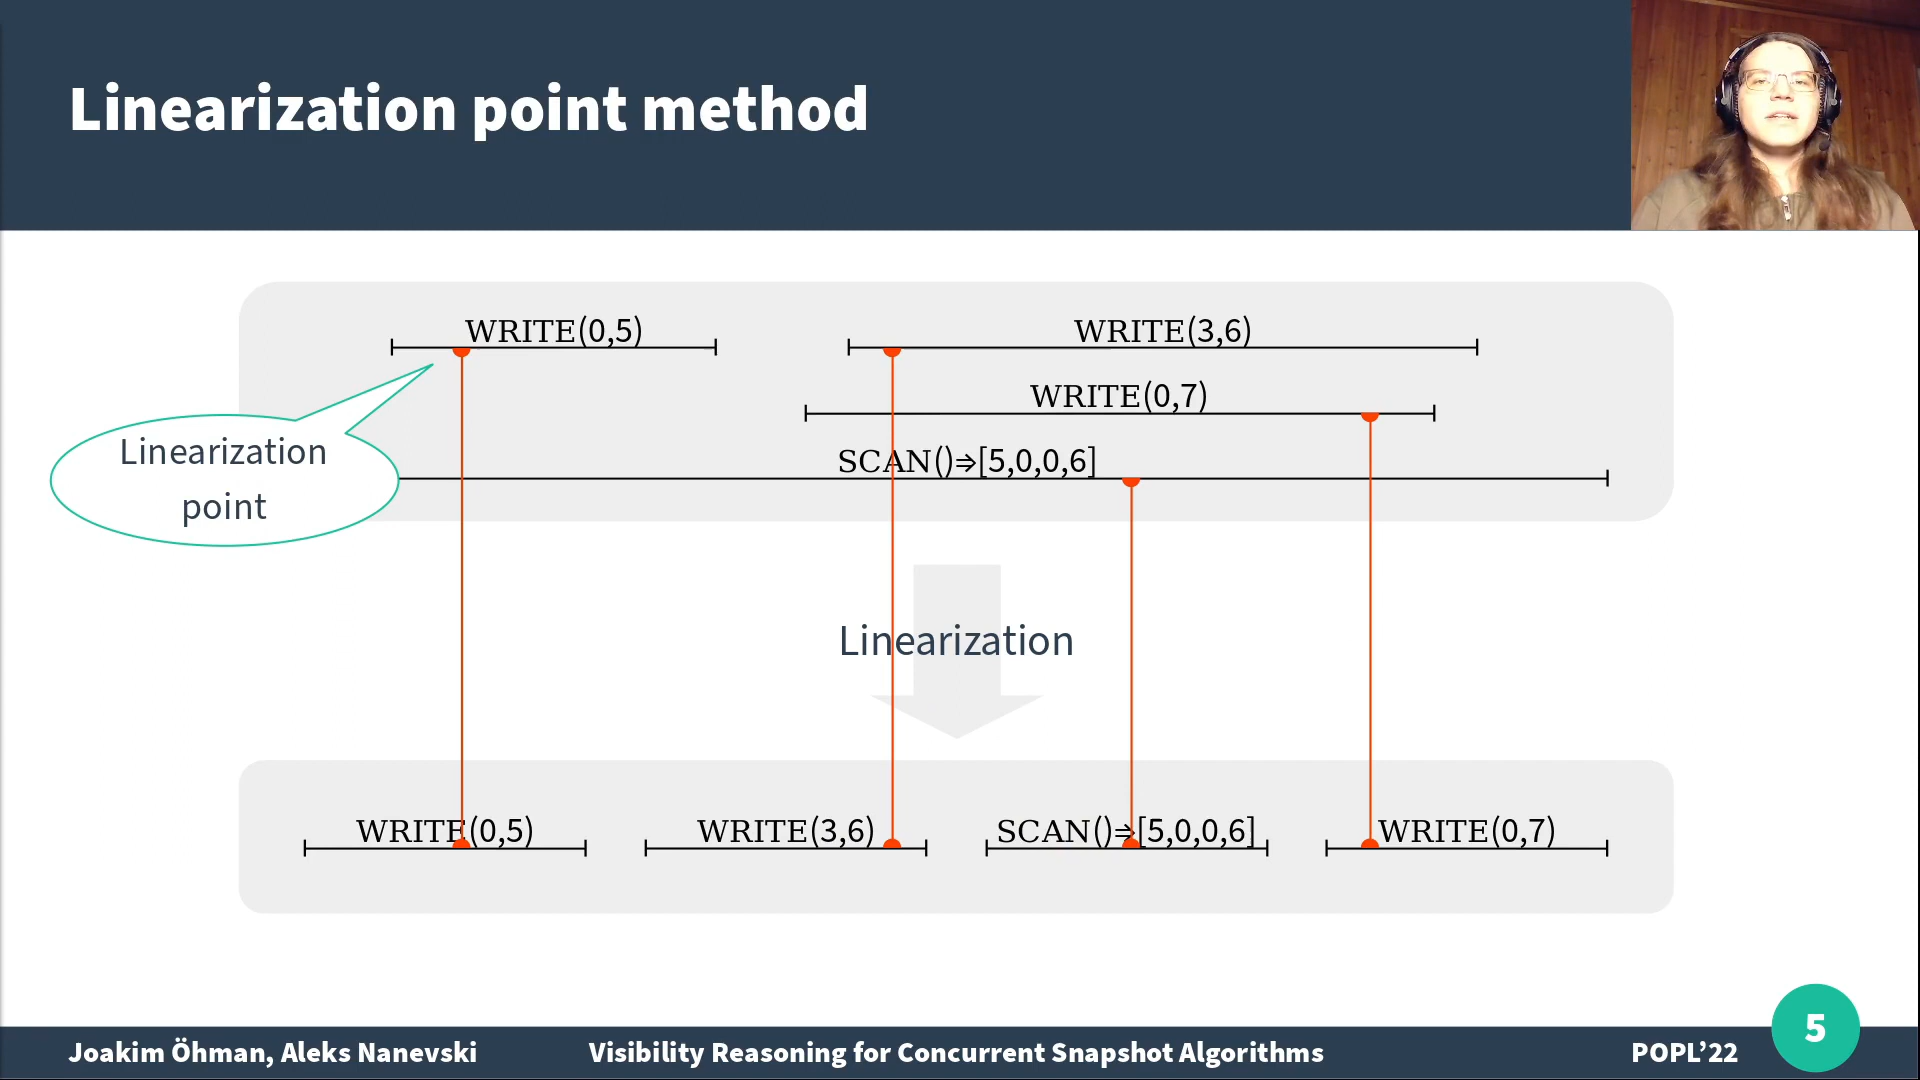 Linearization point method
WRITE(0,5)
WRITE(3,6)
WRITE(0,7)
SCAN()⇒[5,0,0,6]
Linearization
point
Linearization
WRITE(0,5)
WRITE(3,6)
SCAN()⇒[5,0,0,6]
WRITE(0,7)
Joakim Öhman, Aleks Nanevski
Visibility Reasoning for Concurrent Snapshot Algorithms
POPL’22
5